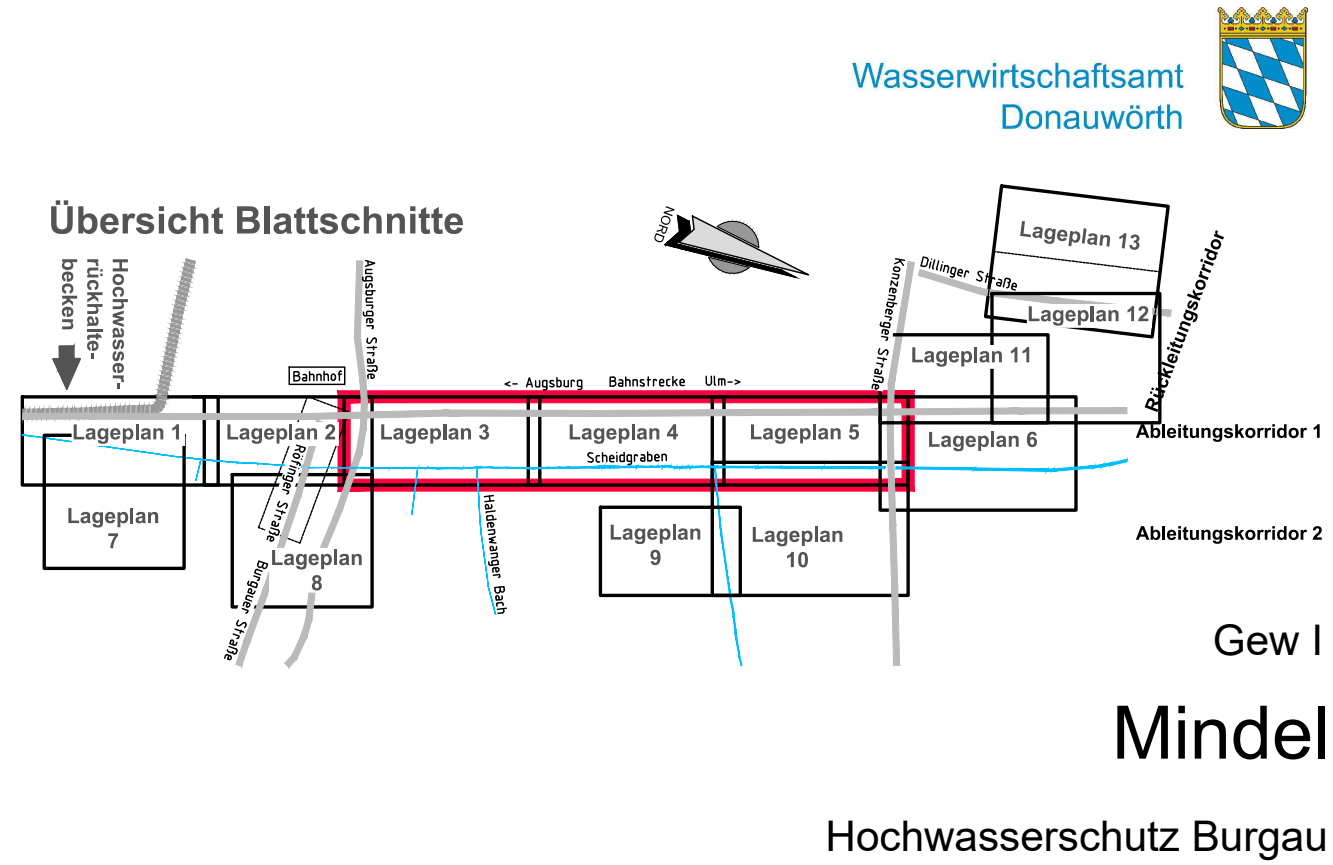 Wasserwirtschaftsamt
Donauwörth
Übersicht Blattschnitte
Hochwasser-
rückhalte-
becken
Augsburger Straße
NORD
Konzenberger Straße
Dillinger Straße
Lageplan 13
Lageplan 12
Rückleitungskorridor
Lageplan 11
Bahnhof
<- Augsburg Bahnstrecke Ulm->
Lageplan 1
Lageplan 2
Lageplan 3
Lageplan 4
Lageplan 5
Lageplan 6
Ableitungskorridor 1
Scheidgraben
Röfinger Straße
Haldenwanger Bach
Lageplan
7
Lageplan
8
Burgauer Straße
Lageplan
9
Lageplan
10
Ableitungskorridor 2
Gew I
Mindel
Hochwasserschutz Burgau